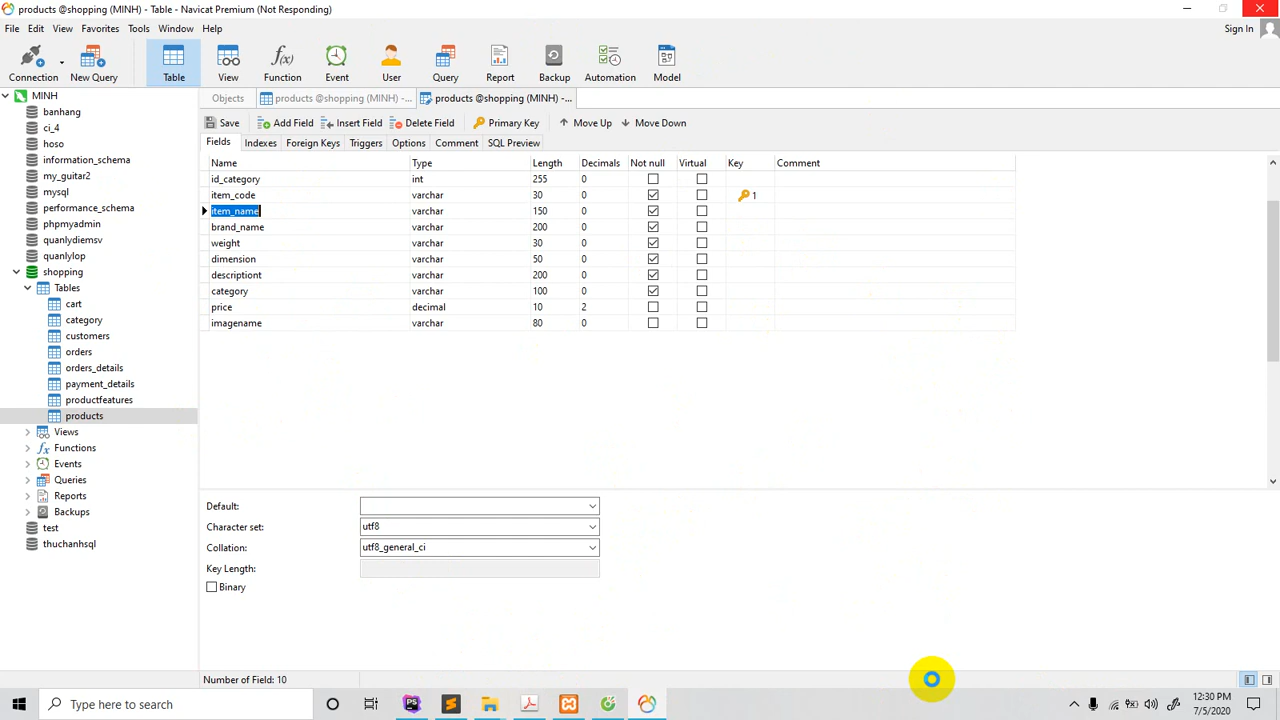 products @shopping (MINH) - Table - Navicat Premium (Not Responding)
File Edit View Favorites Tools Window Help
Sign In
Connection New Query Table View Function Event User Query Report Backup Automation Model
MINH
banhang
ci_4
hoso
information_schema
my_guitar2
mysql
performance_schema
phpmyadmin
quanlydiemsv
quanlylop
shopping
Tables
cart
category
customers
orders
orders_details
payment_details
productfeatures
products
Views
Functions
Events
Queries
Reports
Backups
test
thuchanhsql
Objects products @shopping (MINH) -... products @shopping (MINH) -...
Save Add Field Insert Field Delete Field Primary Key Move Up Move Down
Fields Indexes Foreign Keys Triggers Options Comment SQL Preview
Name Type Length Decimals Not null Virtual Key Comment
id_category int 255 0
item_code varchar 30 0 1
item_name varchar 150 0
brand_name varchar 200 0
weight varchar 30 0
dimension varchar 50 0
descriptiont varchar 200 0
category varchar 100 0
price decimal 10 2
imagename varchar 80 0
Default:
Character set: utf8
Collation: utf8_general_ci
Key Length:
Binary
Number of Field: 10
Type here to search
PS
12:30 PM
7/5/2020